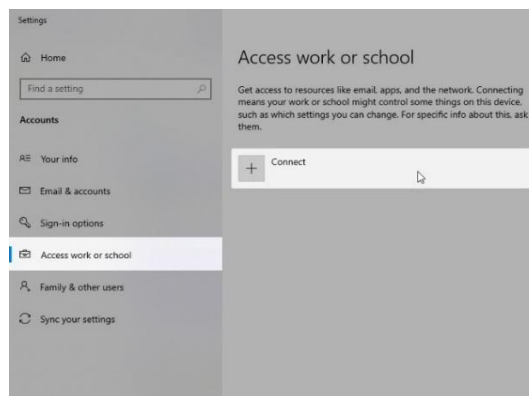 Settings
Home
Find a setting
Accounts
Your info
Email & accounts
Sign-in options
Access work or school
Family & other users
Sync your settings
Access work or school
Get access to resources like email, apps, and the network. Connecting
means your work or school might control some things on this device,
such as which settings you can change. For specific info about this, ask
them.
Connect